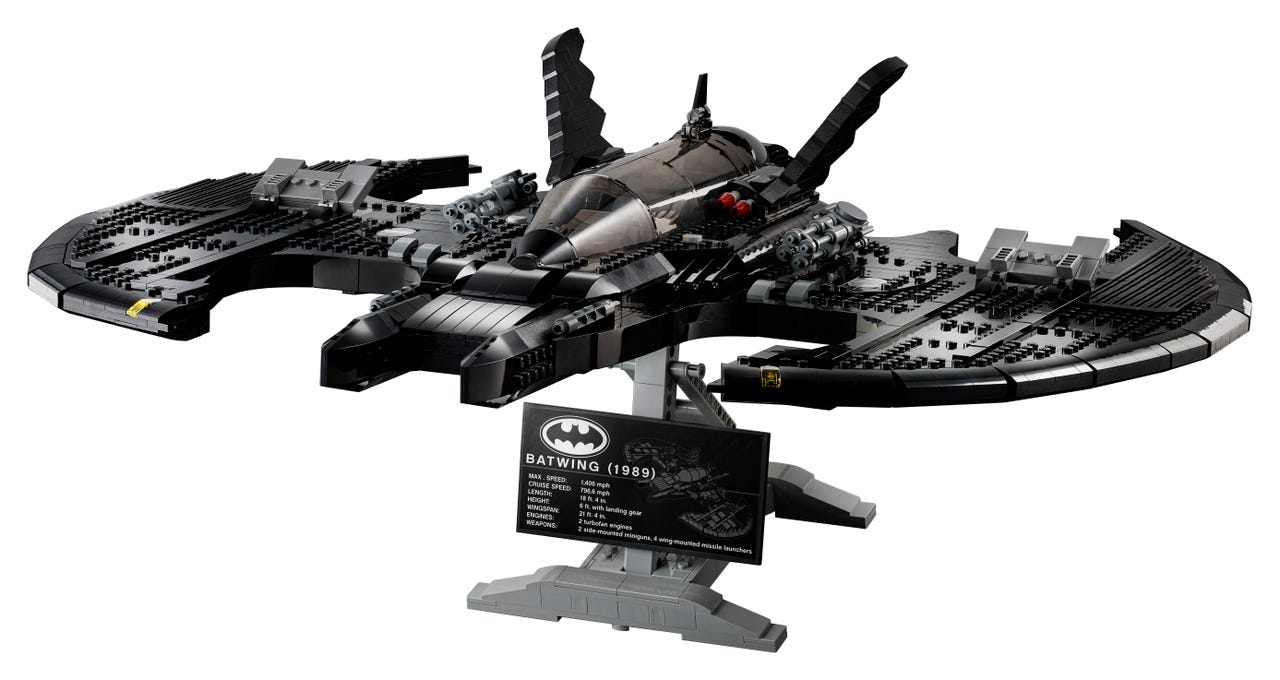 BATWING (1989)
MAX. SPEED: 1,406 mph
CRUISE SPEED: 796.6 mph
LENGTH: 18 ft. 4 in.
HEIGHT: 6 ft. with landing gear
WINGSPAN: 21 ft. 4 in.
ENGINES: 2 turbofan engines
WEAPONS: 2 side-mounted miniguns, 4 wing-mounted missile launchers